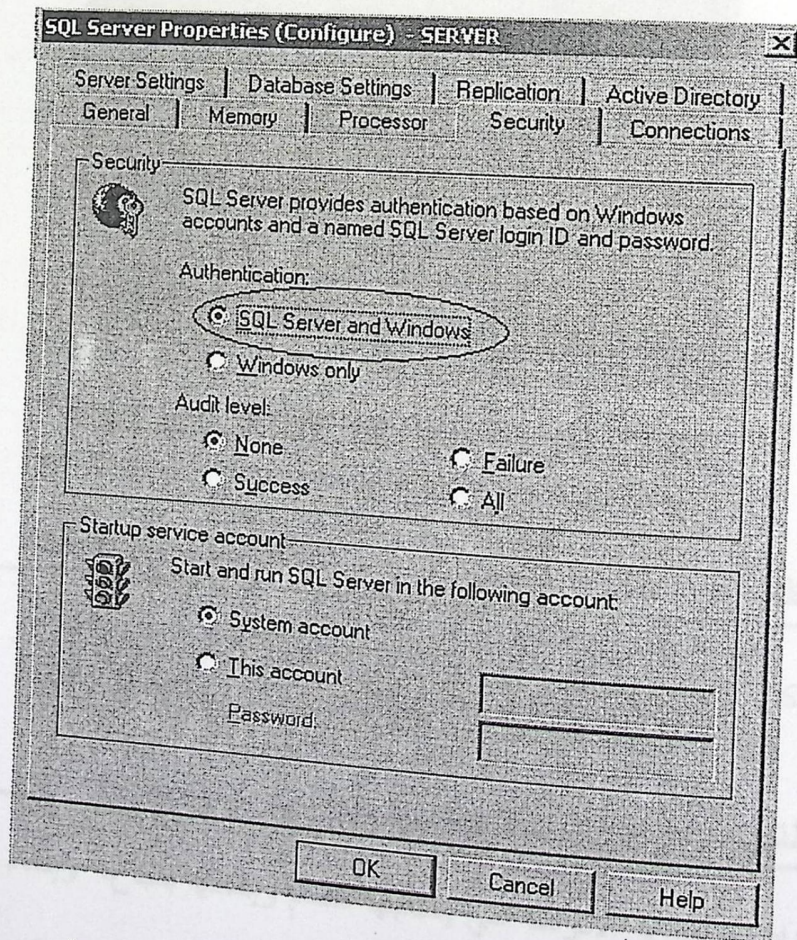 SQL Server Properties (Configure) - SERVER
Server Settings Database Settings Replication Active Directory
General Memory Processor Security Connections
Security
SQL Server provides authentication based on Windows
accounts and a named SQL Server login ID and password.
Authentication:
SQL Server and Windows
Windows only
Audit level:
None Failure
Success All
Startup service account
Start and run SQL Server in the following account:
System account
This account
Password:
OK Cancel Help